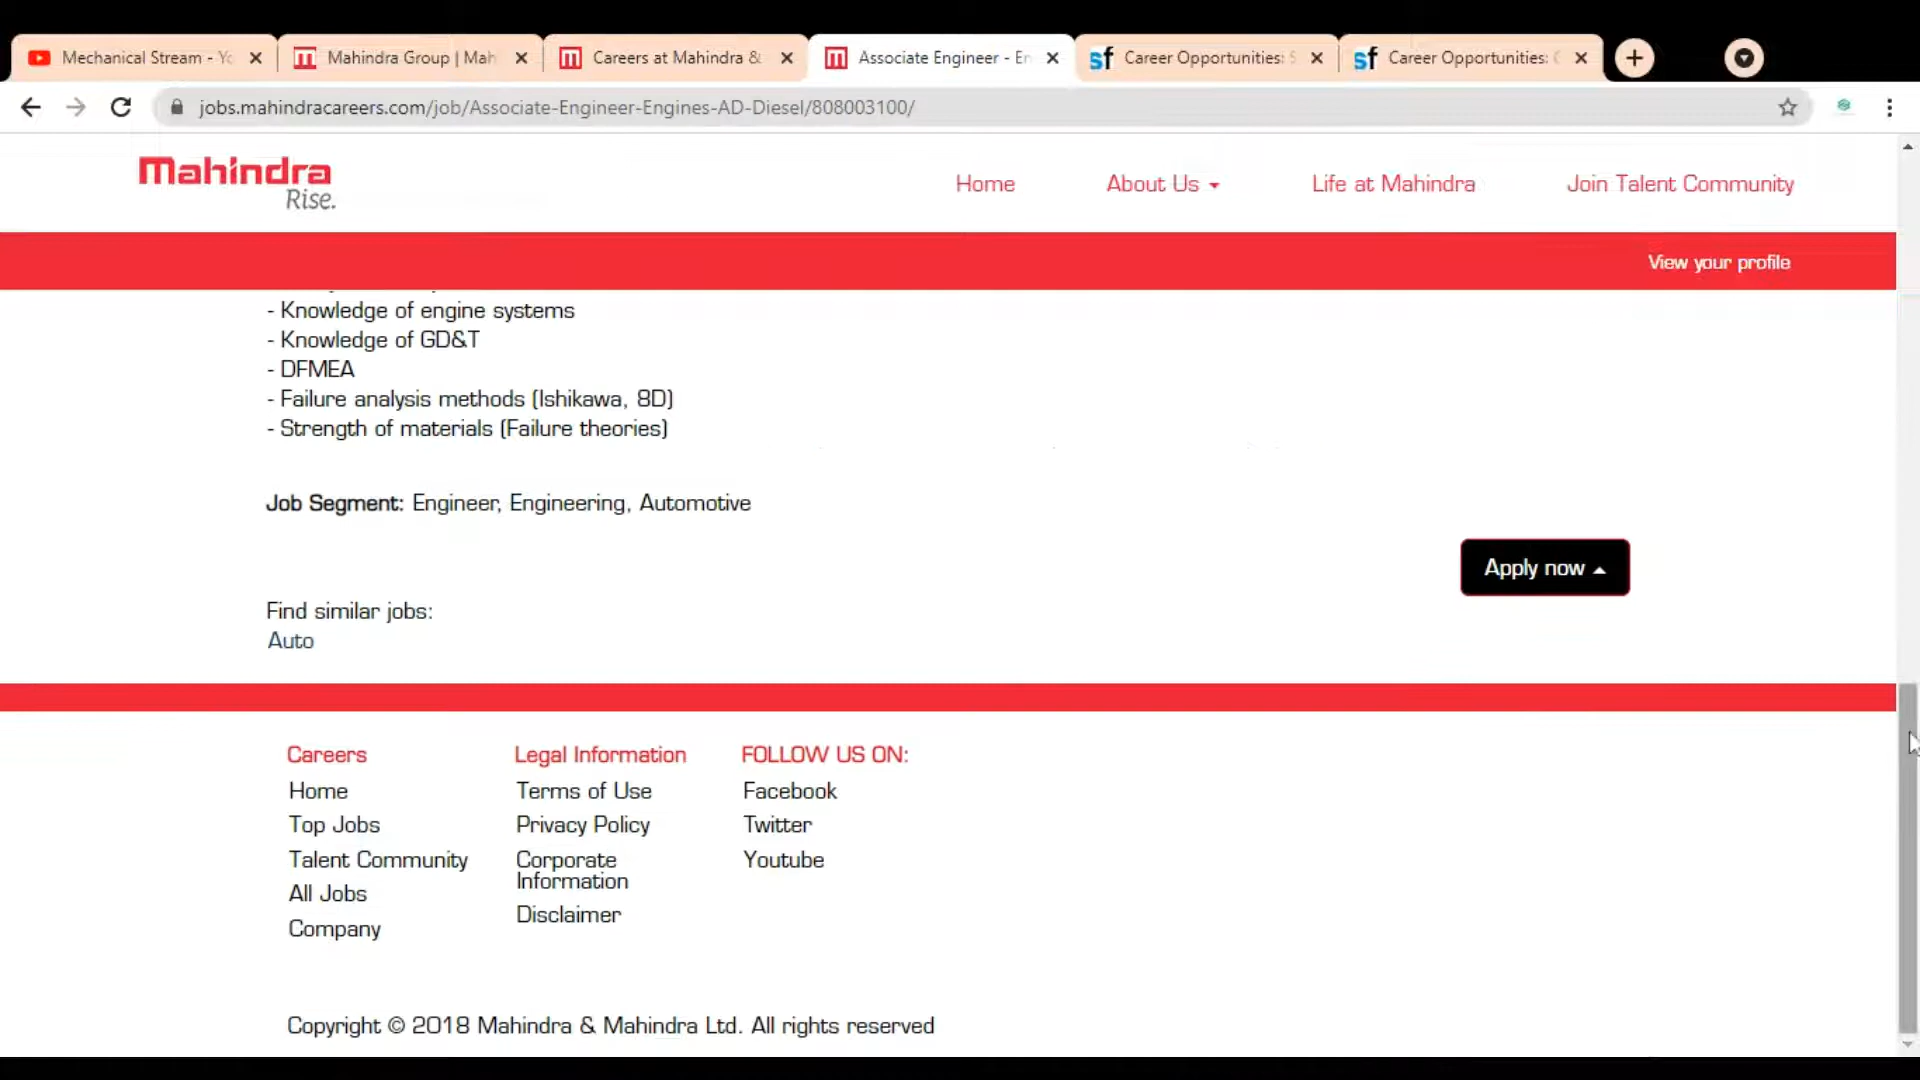 Mechanical Stream - Yo
Mahindra Group | Mah
Careers at Mahindra &
Associate Engineer - En
sf Career Opportunities: S
sf Career Opportunities: C
jobs.mahindracareers.com/job/Associate-Engineer-Engines-AD-Diesel/808003100/
Mahindra
Rise.
Home
About Us
Life at Mahindra
Join Talent Community
View your profile
- Knowledge of engine systems
- Knowledge of GD&T
- DFMEA
- Failure analysis methods (Ishikawa, 8D)
- Strength of materials (Failure theories)
Job Segment: Engineer, Engineering, Automotive
Apply now
Find similar jobs:
Auto
Careers
Home
Top Jobs
Talent Community
All Jobs
Company
Legal Information
Terms of Use
Privacy Policy
Corporate
Information
Disclaimer
FOLLOW US ON:
Facebook
Twitter
Youtube
Copyright © 2018 Mahindra & Mahindra Ltd. All rights reserved